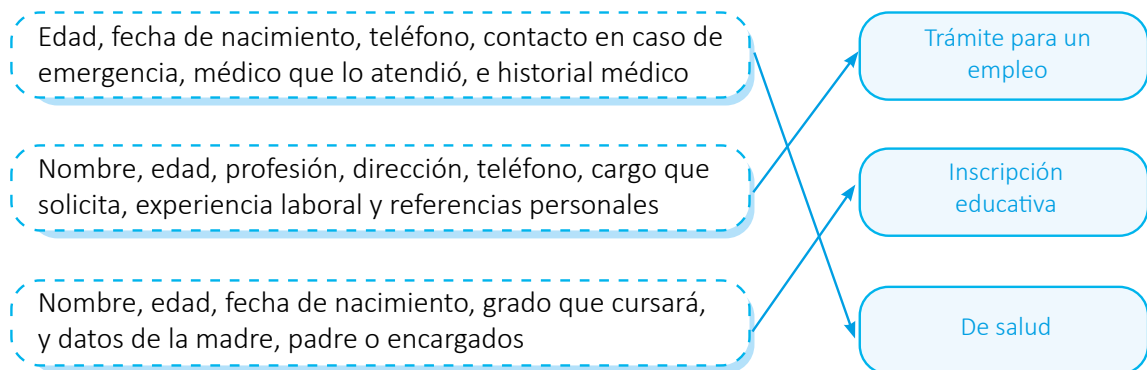 Edad, fecha de nacimiento, teléfono, contacto en caso de
emergencia, médico que lo atendió, e historial médico
Trámite para un
empleo
Nombre, edad, profesión, dirección, teléfono, cargo que
solicita, experiencia laboral y referencias personales
Inscripción
educativa
Nombre, edad, fecha de nacimiento, grado que cursará,
y datos de la madre, padre o encargados
De salud